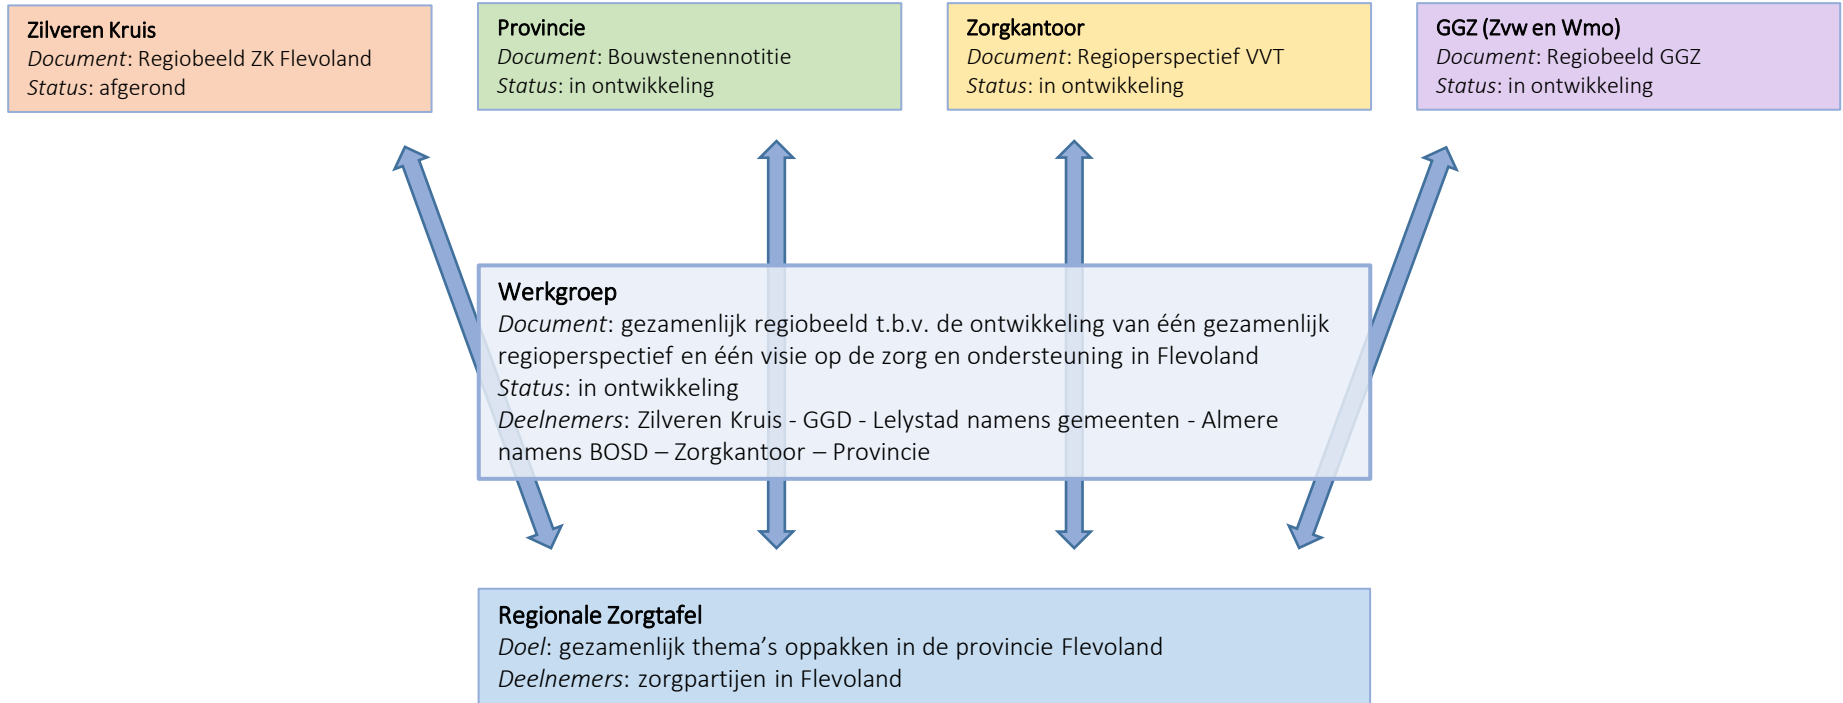 Zilveren Kruis
Document: Regiobeeld ZK Flevoland
Status: afgerond
Provincie
Document: Bouwstenennotitie
Status: in ontwikkeling
Zorgkantoor
Document: Regioperspectief VVT
Status: in ontwikkeling
GGZ (Zvw en Wmo)
Document: Regiobeeld GGZ
Status: in ontwikkeling
Werkgroep
Document: gezamenlijk regiobeeld t.b.v. de ontwikkeling van één gezamenlijk
regioperspectief en één visie op de zorg en ondersteuning in Flevoland
Status: in ontwikkeling
Deelnemers: Zilveren Kruis - GGD - Lelystad namens gemeenten - Almere
namens BOSD – Zorgkantoor – Provincie
Regionale Zorgtafel
Doel: gezamenlijk thema’s oppakken in de provincie Flevoland
Deelnemers: zorgpartijen in Flevoland